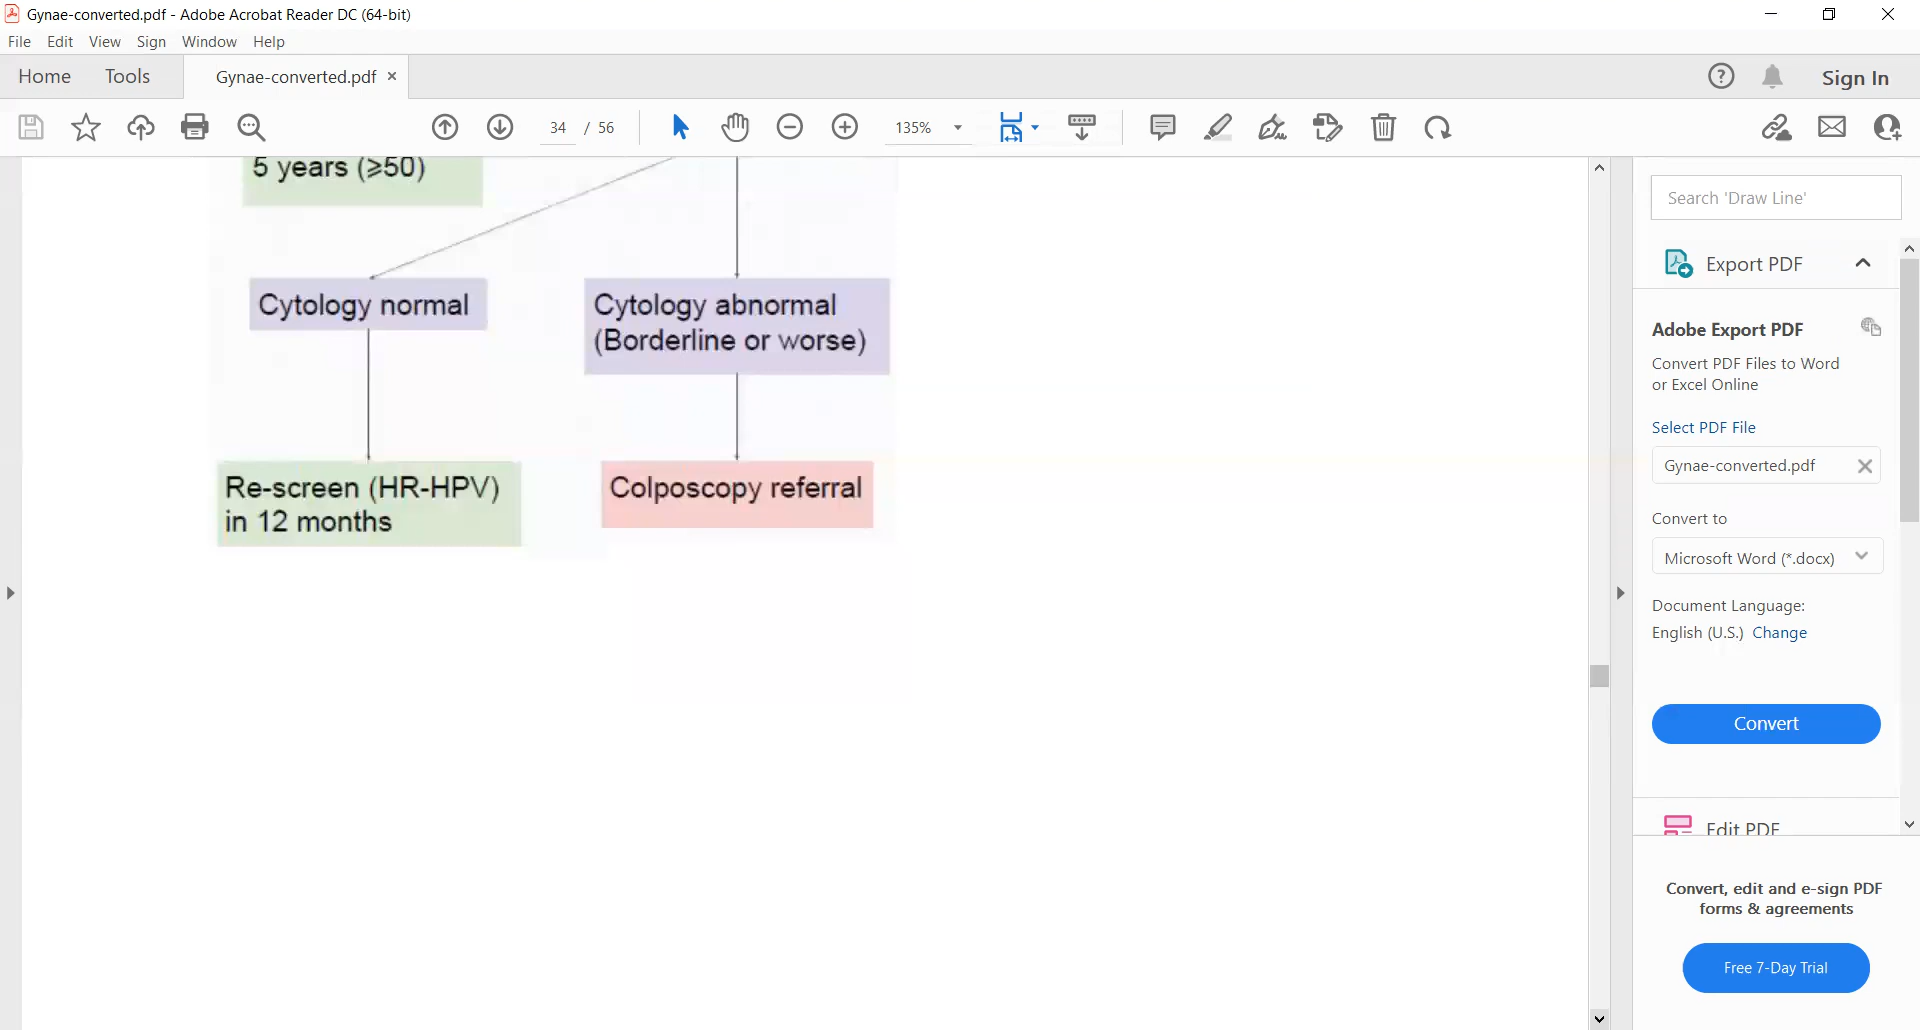 Gynae-converted.pdf - Adobe Acrobat Reader DC (64-bit)
File Edit View Sign Window Help
Home Tools Gynae-converted.pdf × Sign In
34 / 56 135%
5 years (≥50)
Cytology normal
Cytology abnormal
(Borderline or worse)
Re-screen (HR-HPV)
in 12 months
Colposcopy referral
Search 'Draw Line'
Export PDF
Adobe Export PDF
Convert PDF Files to Word
or Excel Online
Select PDF File
Gynae-converted.pdf
Convert to
Microsoft Word (*.docx)
Document Language:
English (U.S.) Change
Convert
Edit PDF
Convert, edit and e-sign PDF
forms & agreements
Free 7-Day Trial